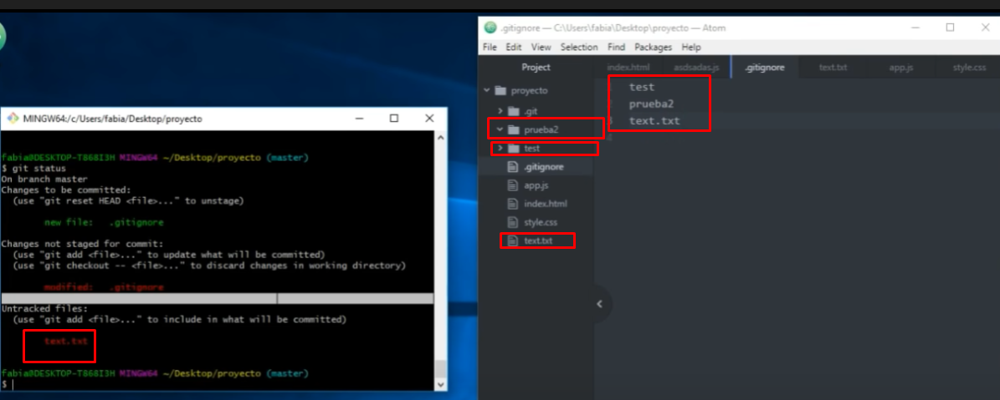 MINGW64:/c/Users/fabia/Desktop/proyecto
fabia@DESKTOP-T868I3H MINGW64 ~/Desktop/proyecto (master)
$ git status
On branch master
Changes to be committed:
(use "git reset HEAD <file>..." to unstage)
new file: .gitignore
Changes not staged for commit:
(use "git add <file>..." to update what will be committed)
(use "git checkout -- <file>..." to discard changes in working directory)
modified: .gitignore
Untracked files:
(use "git add <file>..." to include in what will be committed)
text.txt
fabia@DESKTOP-T868I3H MINGW64 ~/Desktop/proyecto (master)
$
.gitignore — C:\Users\fabia\Desktop\proyecto — Atom
File Edit View Selection Find Packages Help
Project
index.html asdsadas.js .gitignore text.txt app.js style.css
proyecto
.git
prueba2
test
.gitignore
app.js
index.html
style.css
text.txt
test
prueba2
text.txt